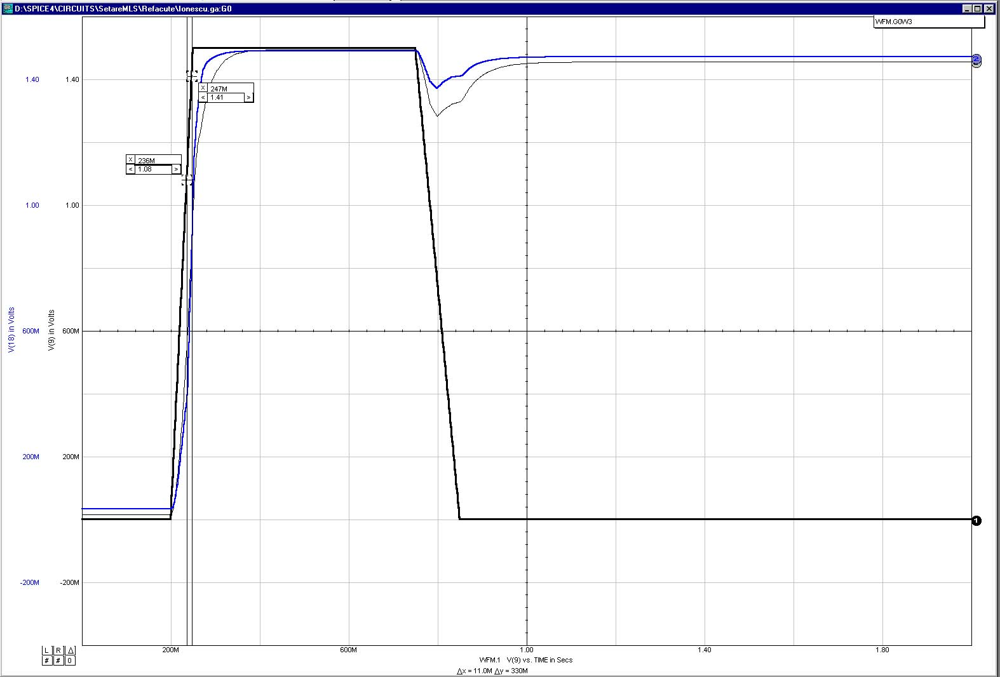 D:\SPICE4\CIRCUITS\SetareMLS\Refacute\Ionescu.ga:G0
WFM.G0W3
1.40 1.40
X 247M
< 1.41 >
X 236M
< 1.08 >
1.00 1.00
V(18) in Volts
V(9) in Volts
600M 600M
200M 200M
1
-200M -200M
L R Δ
# # 0
200M 600M 1.00 1.40 1.80
WFM.1 V(9) vs. TIME in Secs
Δx = 11.0M Δy = 330M